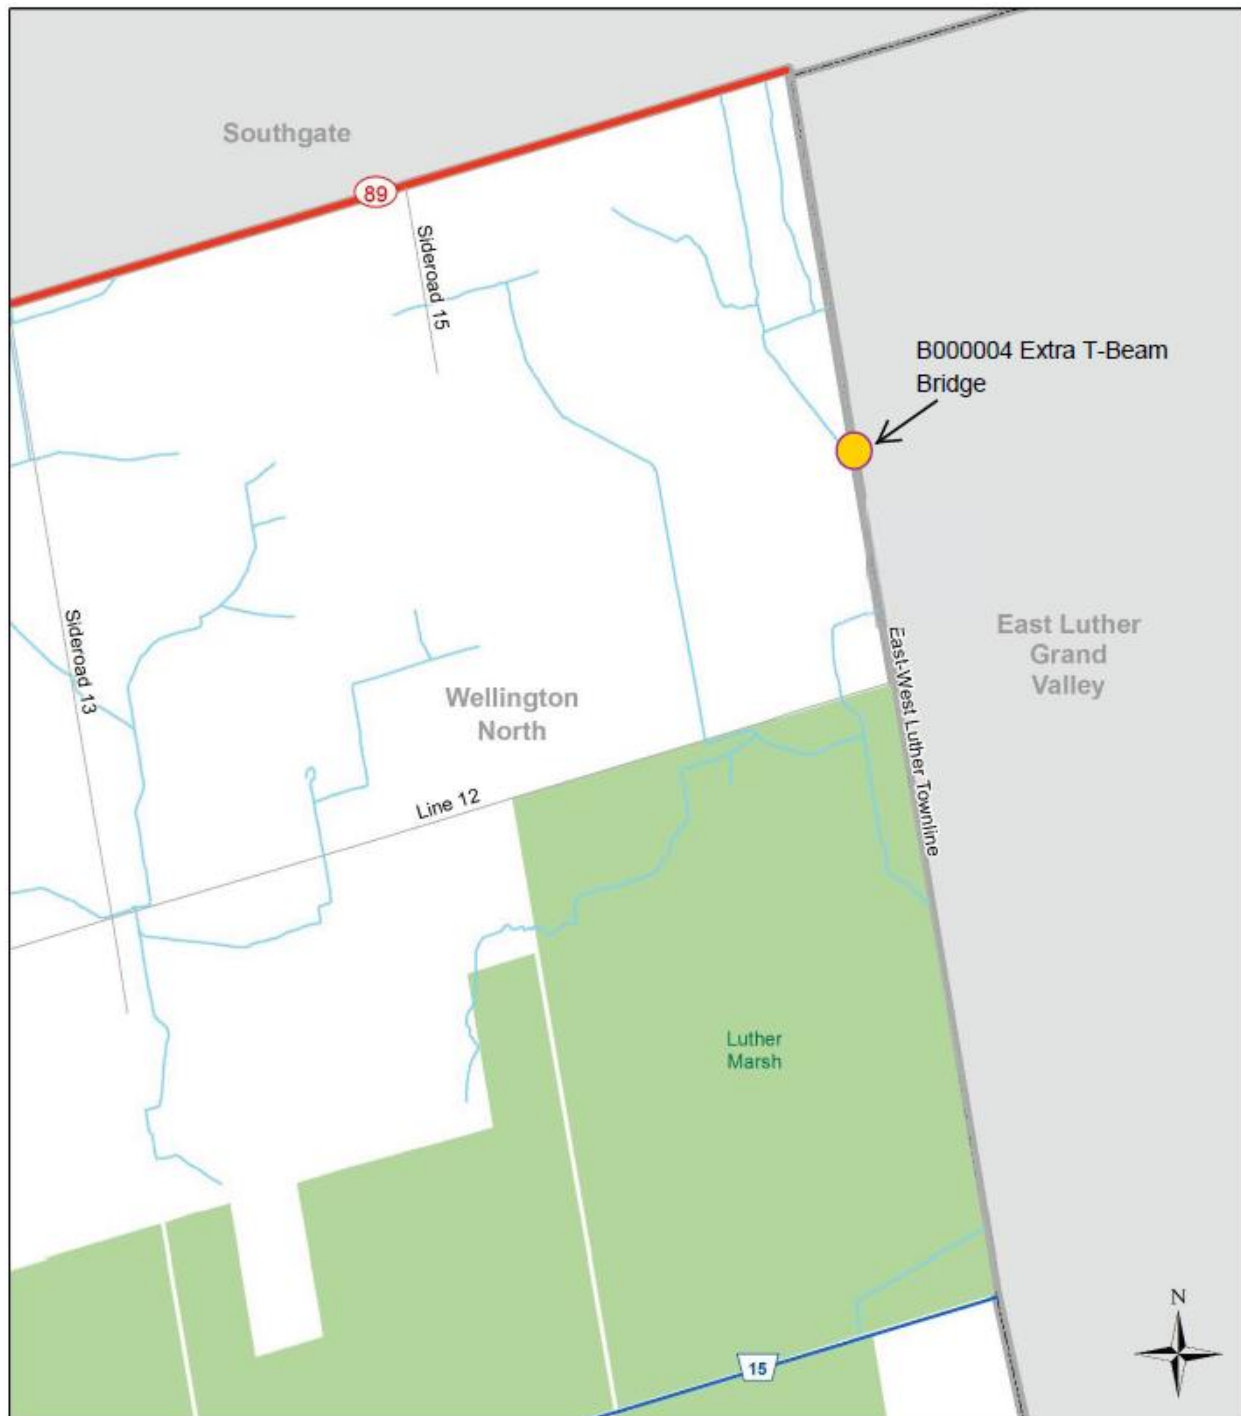 Southgate
89
Sideroad 15
B000004 Extra T-Beam
Bridge
Sideroad 13
East Luther
Grand
Valley
East-West Luther Townline
Wellington
North
Line 12
Luther
Marsh
N
15